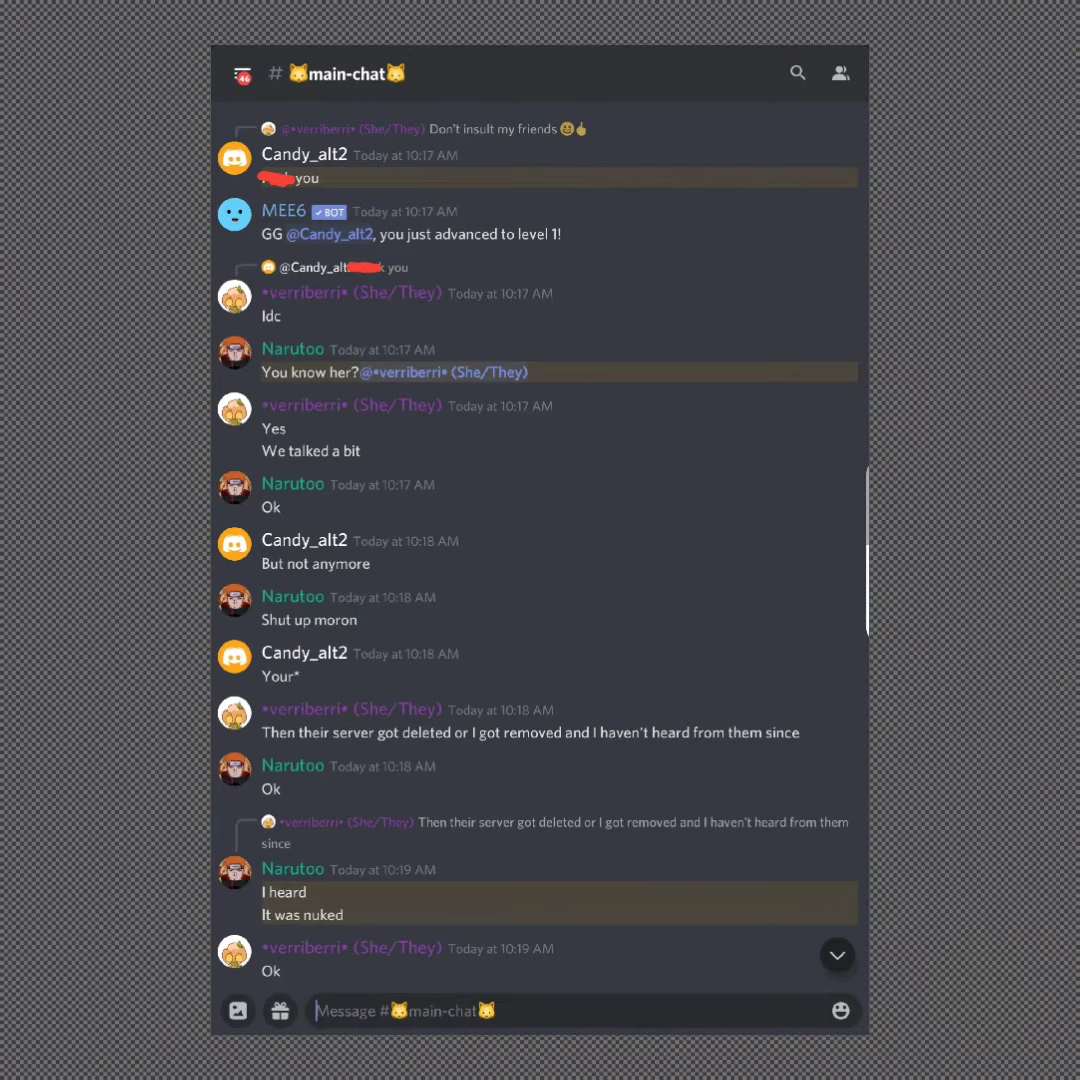 46
# 🐱main-chat🐱
@•verriberri• (She/They) Don't insult my friends 😃🖕
Candy_alt2 Today at 10:17 AM
you
MEE6 ✓ BOT Today at 10:17 AM
GG @Candy_alt2, you just advanced to level 1!
@Candy_alt k you
•verriberri• (She/They) Today at 10:17 AM
Idc
Narutoo Today at 10:17 AM
You know her?@•verriberri• (She/They)
•verriberri• (She/They) Today at 10:17 AM
Yes
We talked a bit
Narutoo Today at 10:17 AM
Ok
Candy_alt2 Today at 10:18 AM
But not anymore
Narutoo Today at 10:18 AM
Shut up moron
Candy_alt2 Today at 10:18 AM
Your*
•verriberri• (She/They) Today at 10:18 AM
Then their server got deleted or I got removed and I haven't heard from them since
Narutoo Today at 10:18 AM
Ok
•verriberri• (She/They) Then their server got deleted or I got removed and I haven't heard from them
since
Narutoo Today at 10:19 AM
I heard
It was nuked
•verriberri• (She/They) Today at 10:19 AM
Ok
Message #🐱main-chat🐱